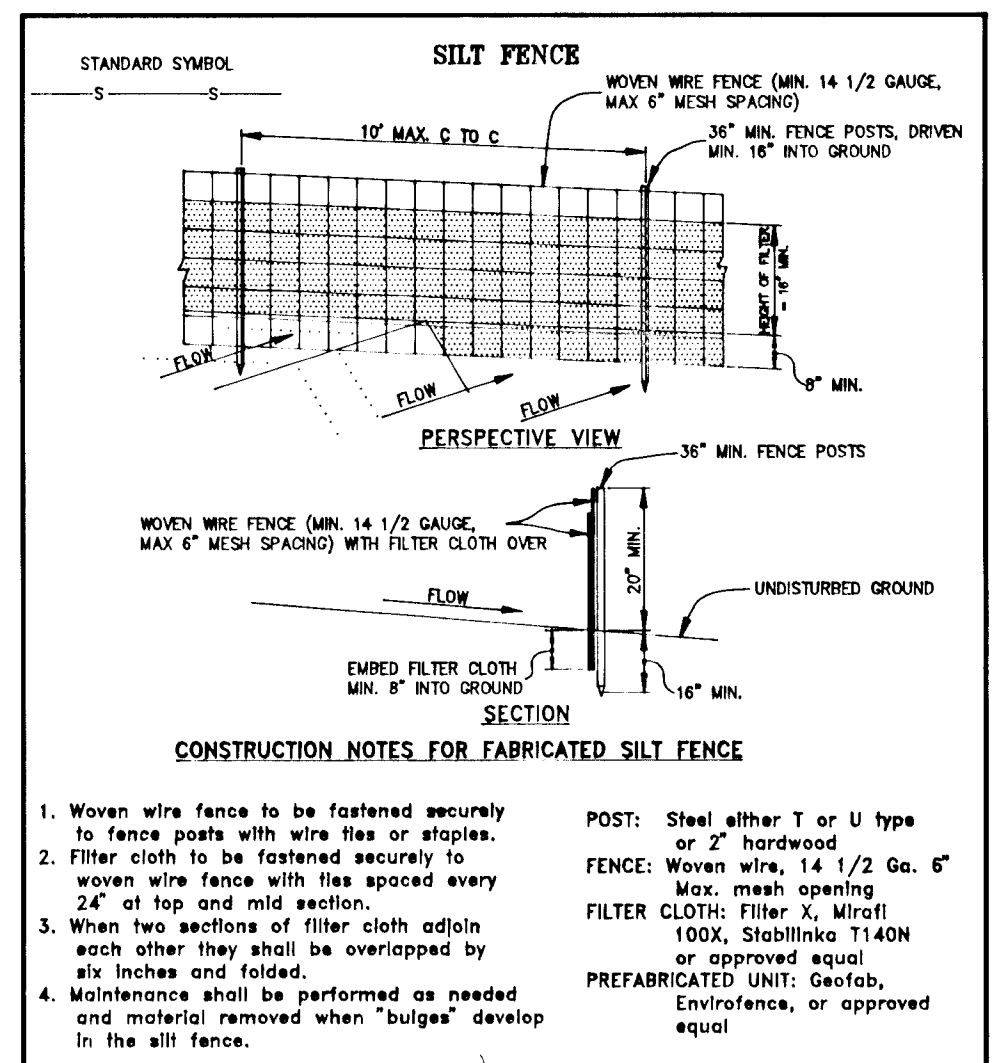 SILT FENCE
STANDARD SYMBOL
S S
WOVEN WIRE FENCE (MIN. 14 1/2 GAUGE,
MAX 6" MESH SPACING)
10' MAX. C TO C
36" MIN. FENCE POSTS, DRIVEN
MIN. 16" INTO GROUND
HEIGHT OF FILTER
= 16" MIN.
8" MIN.
FLOW
FLOW
FLOW
PERSPECTIVE VIEW
36" MIN. FENCE POSTS
WOVEN WIRE FENCE (MIN. 14 1/2 GAUGE,
MAX 6" MESH SPACING) WITH FILTER CLOTH OVER
20" MIN.
FLOW
UNDISTURBED GROUND
EMBED FILTER CLOTH
MIN. 8" INTO GROUND
16" MIN.
SECTION
CONSTRUCTION NOTES FOR FABRICATED SILT FENCE
1. Woven wire fence to be fastened securely
to fence posts with wire ties or staples.
2. Filter cloth to be fastened securely to
woven wire fence with ties spaced every
24" at top and mid section.
3. When two sections of filter cloth adjoin
each other they shall be overlapped by
six inches and folded.
4. Maintenance shall be performed as needed
and material removed when "bulges" develop
in the silt fence.
POST: Steel either T or U type
or 2" hardwood
FENCE: Woven wire, 14 1/2 Ga. 6"
Max. mesh opening
FILTER CLOTH: Filter X, Mirafi
100X, Stabilinka T140N
or approved equal
PREFABRICATED UNIT: Geofab,
Envirofence, or approved
equal